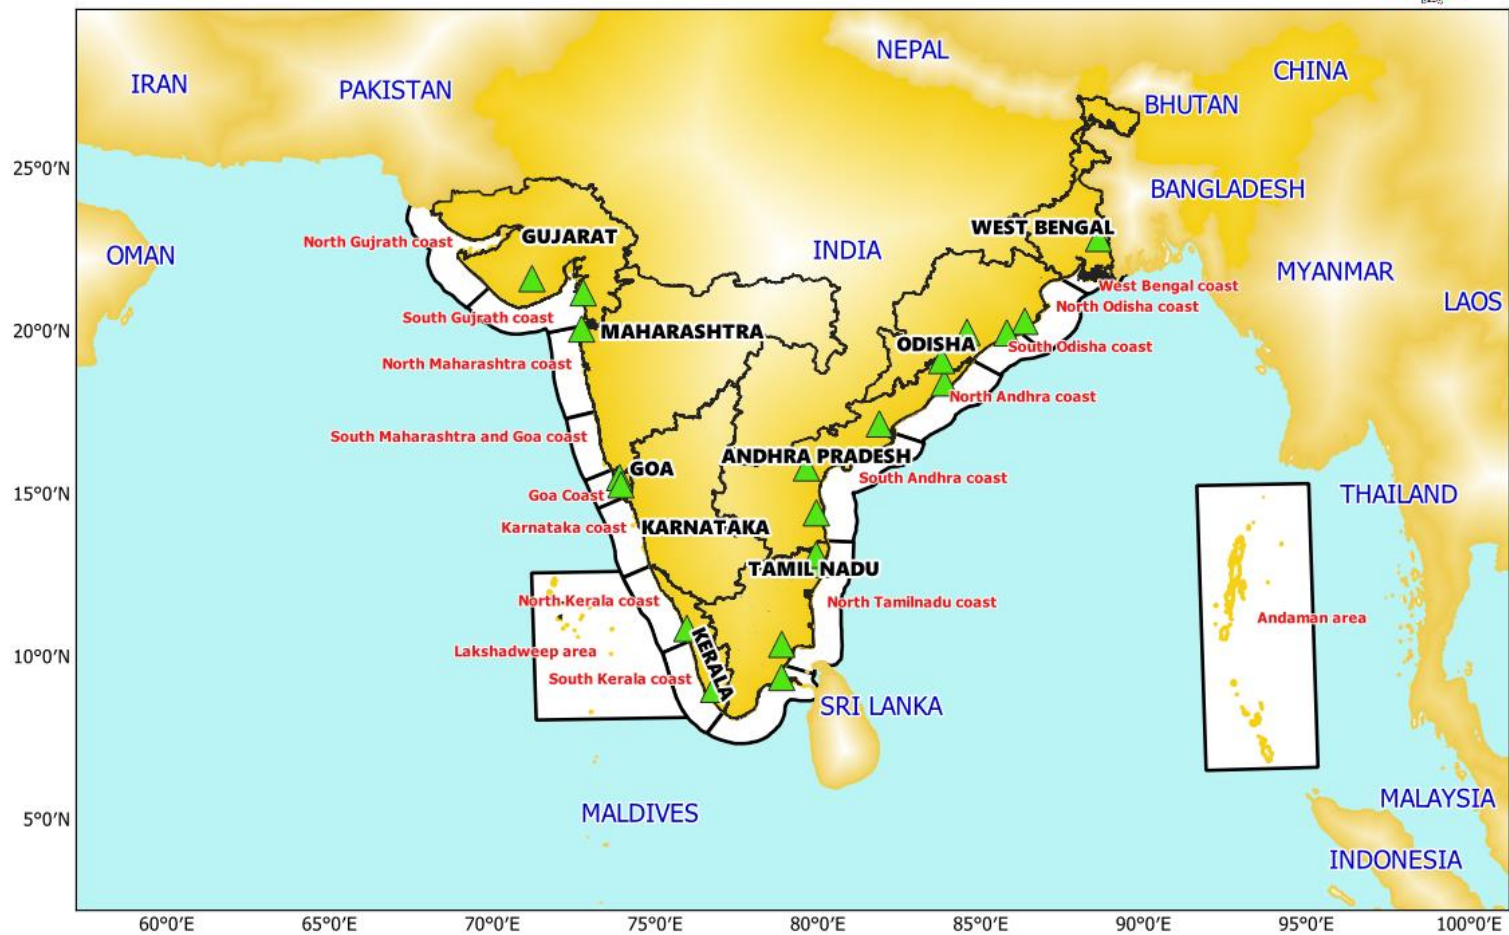 NEPAL
CHINA
IRAN
PAKISTAN
BHUTAN
25°0'N
BANGLADESH
WEST BENGAL
GUJARAT
North Gujrath coast
INDIA
OMAN
MYANMAR
West Bengal coast
LAOS
North Odisha coast
South Gujrath coast
20°0'N
MAHARASHTRA
ODISHA
South Odisha coast
North Maharashtra coast
North Andhra coast
South Maharashtra and Goa coast
ANDHRA PRADESH
GOA
South Andhra coast
15°0'N
Goa Coast
THAILAND
Karnataka coast
KARNATAKA
TAMIL NADU
North Kerala coast
North Tamilnadu coast
Andaman area
Lakshadweep area
10°0'N
KERALA
South Kerala coast
SRI LANKA
MALDIVES
MALAYSIA
5°0'N
INDONESIA
60°0'E 65°0'E 70°0'E 75°0'E 80°0'E 85°0'E 90°0'E 95°0'E 100°0'E